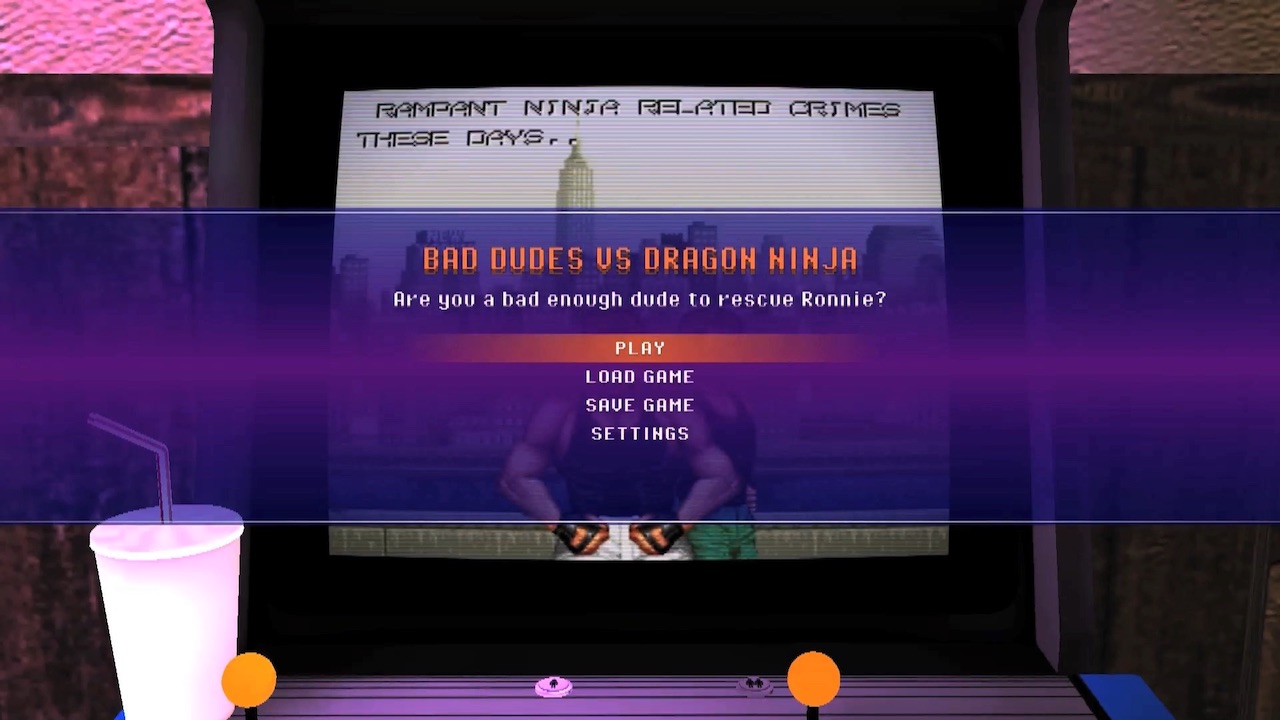 RAMPANT NINJA RELATED CRIMES
THESE DAYS..
BAD DUDES VS DRAGON NINJA
Are you a bad enough dude to rescue Ronnie?
PLAY
LOAD GAME
SAVE GAME
SETTINGS